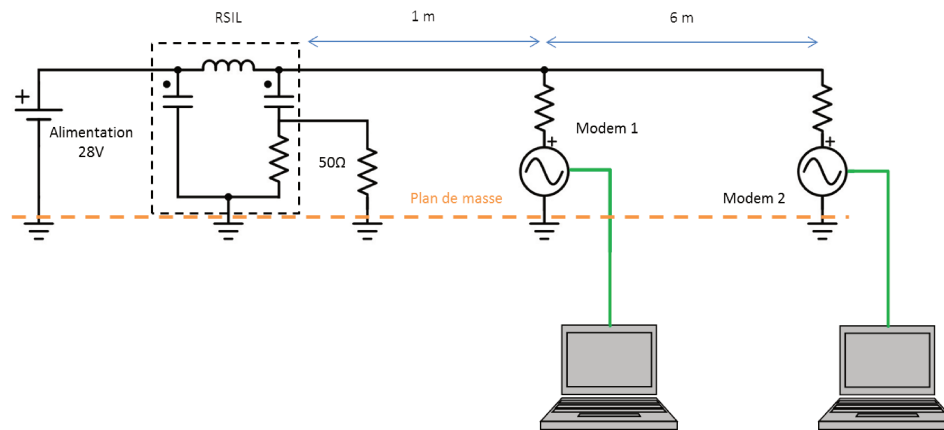 RSIL
1 m
6 m
+
Alimentation
28V
50Ω
+
Modem 1
+
Modem 2
Plan de masse